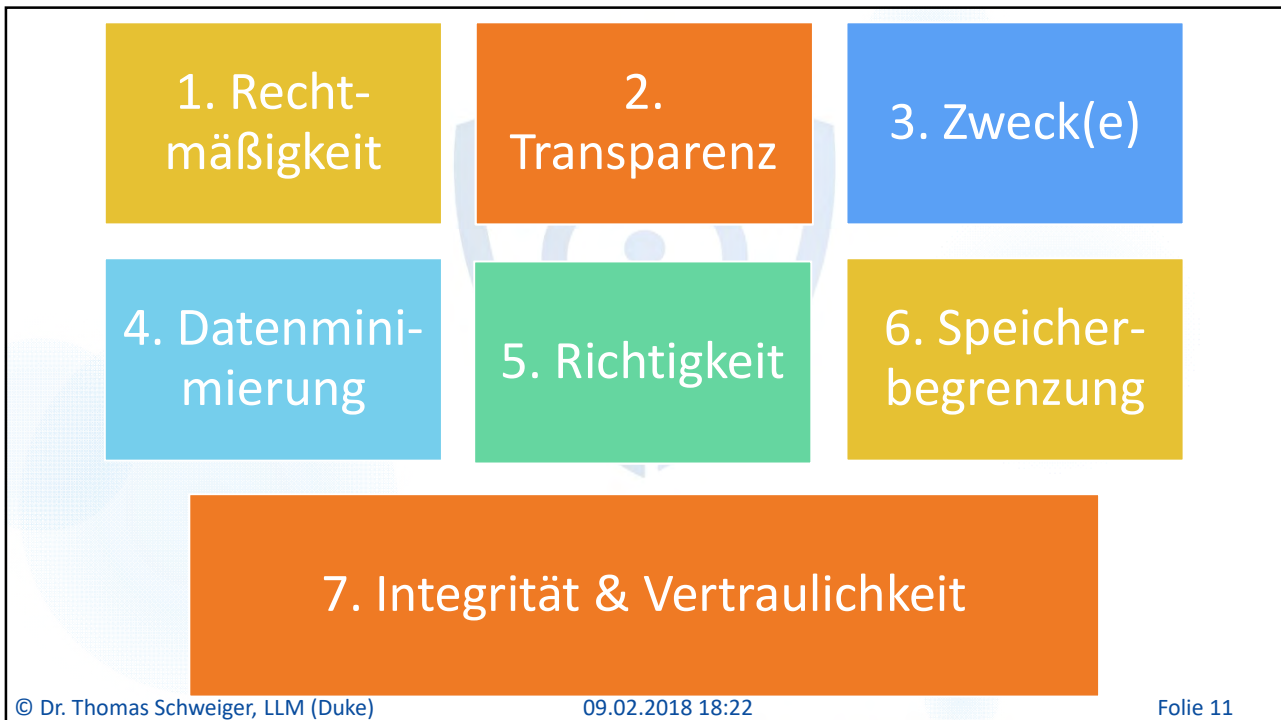 1. Recht-
mäßigkeit
2.
Transparenz
3. Zweck(e)
4. Datenmini-
mierung
5. Richtigkeit
6. Speicher-
begrenzung
7. Integrität & Vertraulichkeit
© Dr. Thomas Schweiger, LLM (Duke) 09.02.2018 18:22 Folie 11